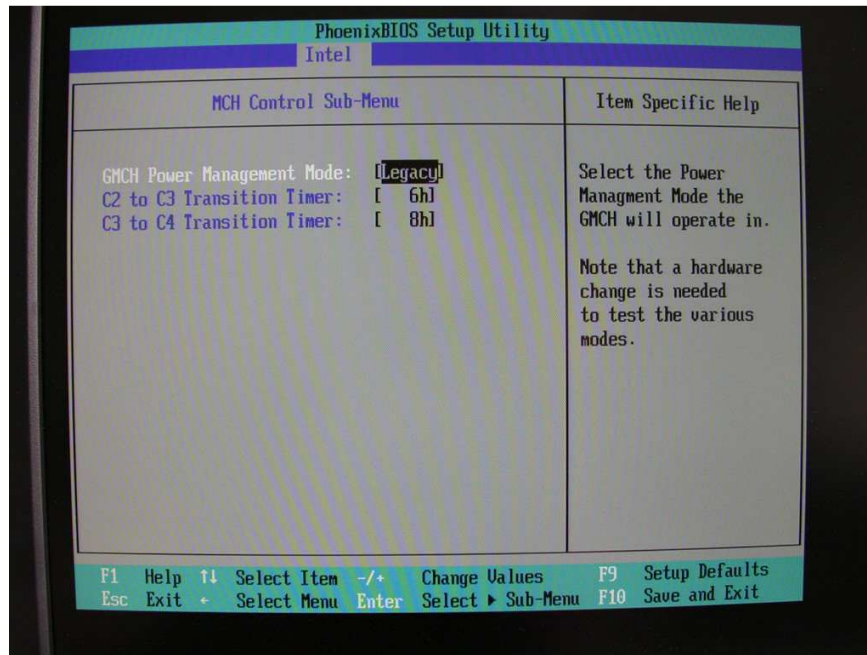 PhoenixBIOS Setup Utility
Intel
MCH Control Sub-Menu
Item Specific Help
GMCH Power Management Mode: [Legacy]
C2 to C3 Transition Timer: [ 6h]
C3 to C4 Transition Timer: [ 8h]
Select the Power
Managment Mode the
GMCH will operate in.
Note that a hardware
change is needed
to test the various
modes.
F1 Help ↑↓ Select Item -/+ Change Values F9 Setup Defaults
Esc Exit ← Select Menu Enter Select ▶ Sub-Menu F10 Save and Exit